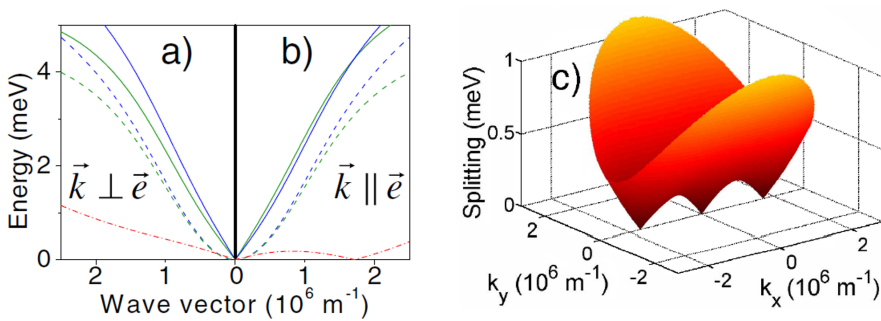 a)
b)
4
2
0
Energy (meV)
k ⊥ e
k ∥ e
2
1
0
1
2
Wave vector (10⁶ m⁻¹)
c)
1
0.5
0
Splitting (meV)
2
0
-2
k_y (10⁶ m⁻¹)
-2
0
2
k_x (10⁶ m⁻¹)